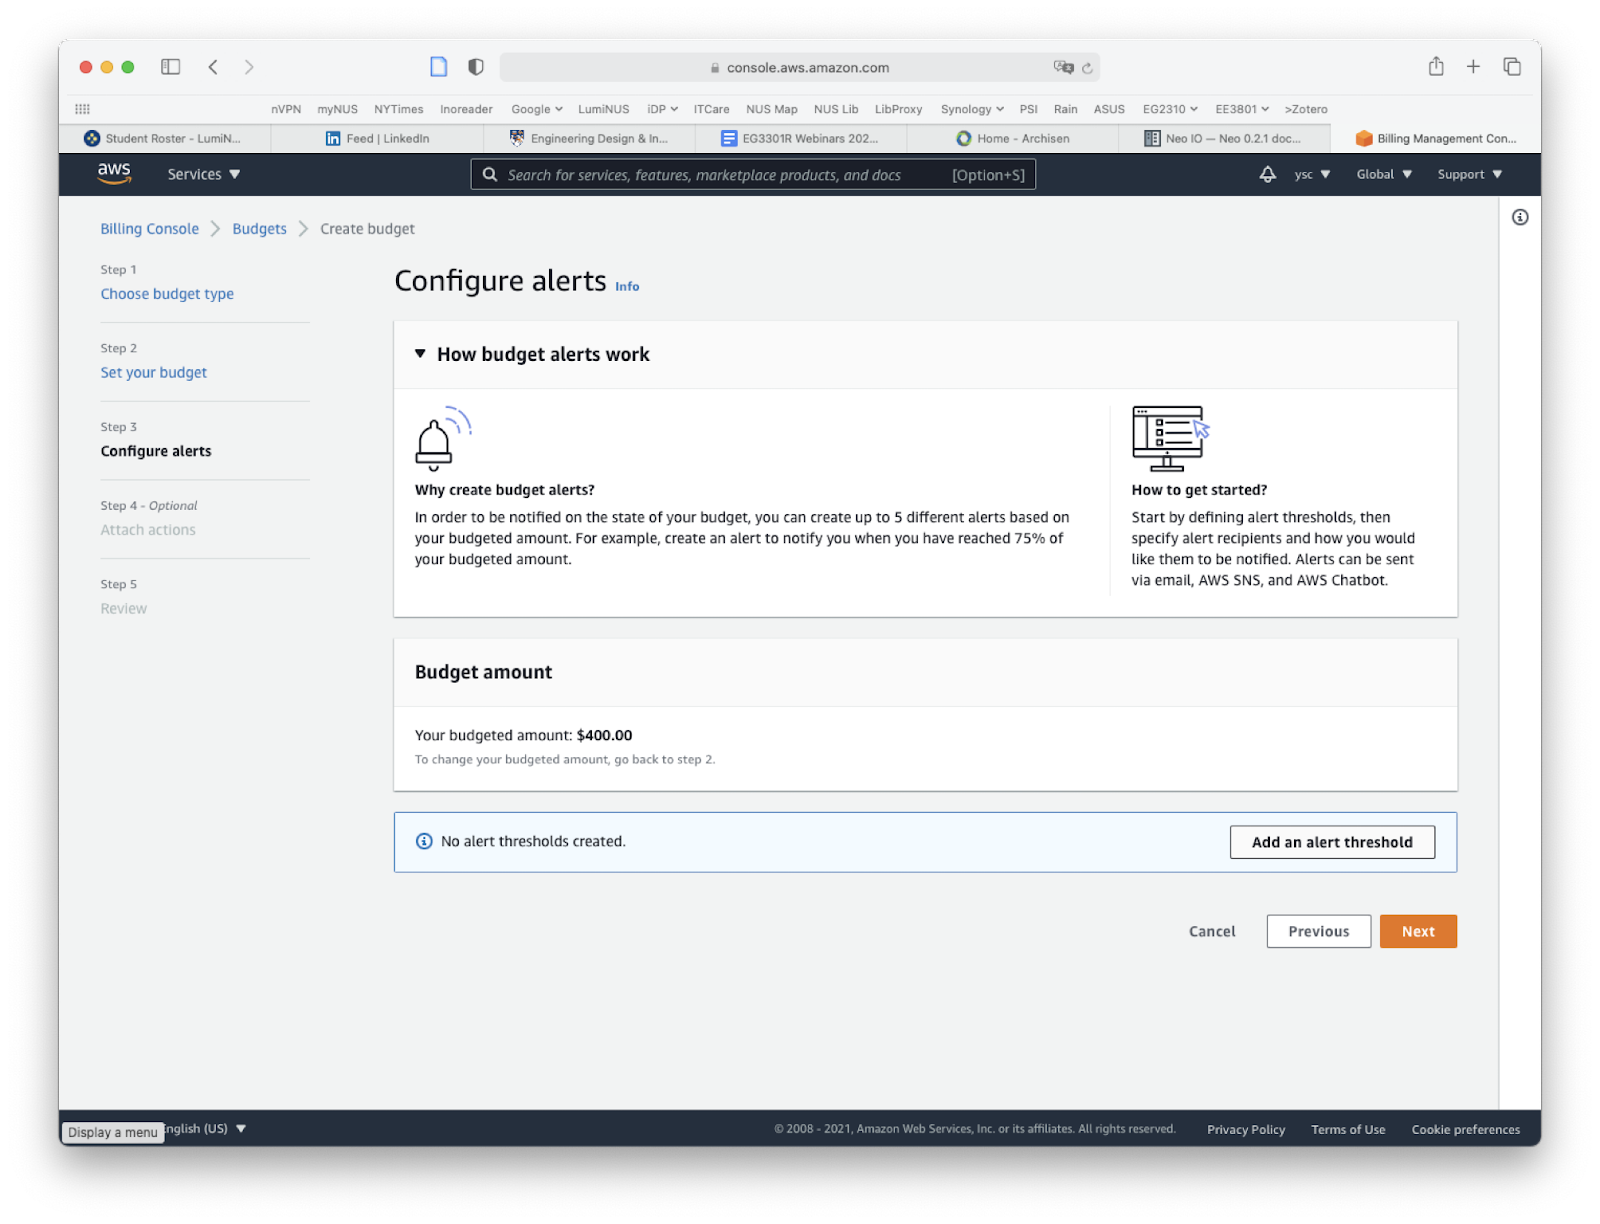 console.aws.amazon.com
nVPN myNUS NYTimes Inoreader Google LumiNUS iDP ITCare NUS Map NUS Lib LibProxy Synology PSI Rain ASUS EG2310 EE3801 >Zotero
Student Roster - LumiN... Feed | LinkedIn Engineering Design & In... EG3301R Webinars 202... Home - Archisen Neo IO — Neo 0.2.1 doc... Billing Management Con...
aws Services ▼ Search for services, features, marketplace products, and docs [Option+S] ysc ▼ Global ▼ Support ▼
Billing Console > Budgets > Create budget
Step 1
Choose budget type
Step 2
Set your budget
Step 3
Configure alerts
Step 4 - Optional
Attach actions
Step 5
Review
Configure alerts Info
▼ How budget alerts work
Why create budget alerts?
In order to be notified on the state of your budget, you can create up to 5 different alerts based on
your budgeted amount. For example, create an alert to notify you when you have reached 75% of
your budgeted amount.
How to get started?
Start by defining alert thresholds, then
specify alert recipients and how you would
like them to be notified. Alerts can be sent
via email, AWS SNS, and AWS Chatbot.
Budget amount
Your budgeted amount: $400.00
To change your budgeted amount, go back to step 2.
No alert thresholds created. Add an alert threshold
Cancel Previous Next
Display a menu nglish (US) ▼ © 2008 - 2021, Amazon Web Services, Inc. or its affiliates. All rights reserved. Privacy Policy Terms of Use Cookie preferences